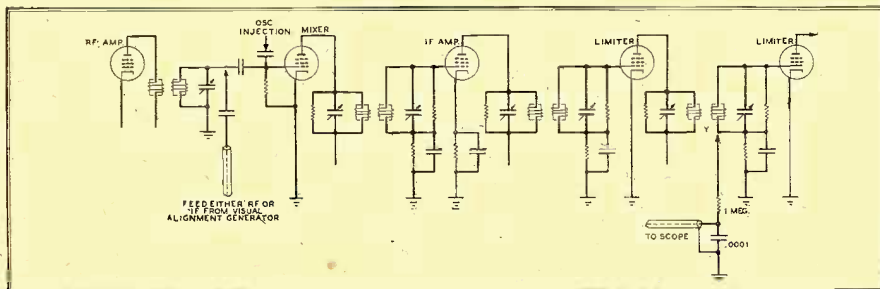 OSC
INJECTION
RF. AMP.
MIXER
IF AMP.
LIMITER
LIMITER
Y
FEED EITHER RF OR
IF FROM VISUAL
ALIGNMENT GENERATOR
1 MEG.
TO SCOPE
.0001